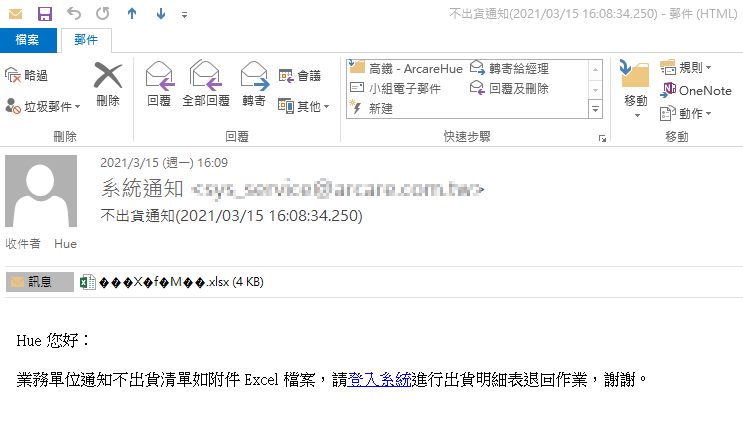 不出貨通知(2021/03/15 16:08:34.250) - 郵件 (HTML)
檔案 郵件
略過
垃圾郵件
刪除
刪除
回覆 全部回覆 轉寄
會議
其他
回覆
高鐵 - ArcareHue
小組電子郵件
新建
轉寄給經理
回覆及刪除
快速步驟
移動
規則
OneNote
動作
移動
2021/3/15 (週一) 16:09
系統通知 <csys_service@arcare.com.tw>
不出貨通知(2021/03/15 16:08:34.250)
收件者 Hue
訊息 ���X�f�M��.xlsx (4 KB)
Hue 您好：
業務單位通知不出貨清單如附件 Excel 檔案，請登入系統進行出貨明細表退回作業，謝謝。